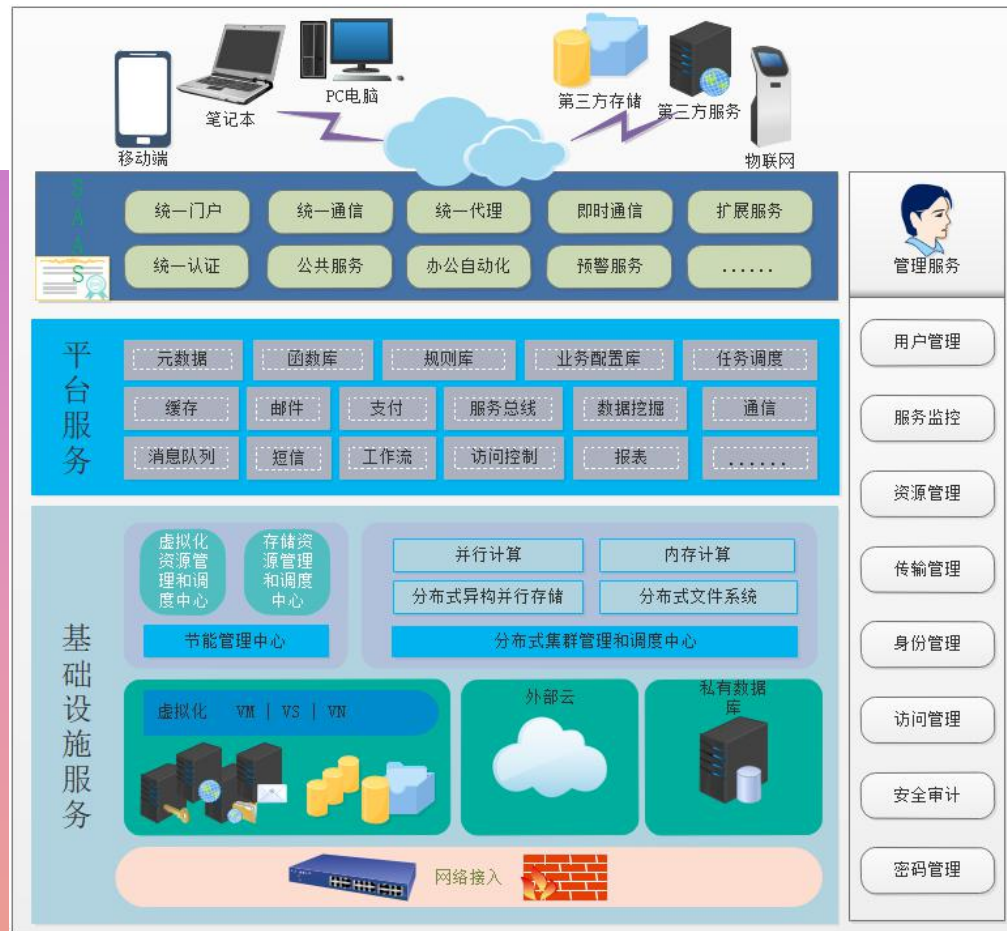 笔记本
PC电脑
第三方存储
第三方服务
移动端
物联网
SAAS
统一门户
统一通信
统一代理
即时通信
扩展服务
统一认证
公共服务
办公自动化
预警服务
......
平台服务
元数据
函数库
规则库
业务配置库
任务调度
缓存
邮件
支付
服务总线
数据挖掘
通信
消息队列
短信
工作流
访问控制
报表
......
基础设施服务
虚拟化
资源管
理和调
度中心
存储资
源管理
和调度
中心
节能管理中心
并行计算
内存计算
分布式异构并行存储
分布式文件系统
分布式集群管理和调度中心
虚拟化 VM | VS | VN
外部云
私有数据
库
网络接入
管理服务
用户管理
服务监控
资源管理
传输管理
身份管理
访问管理
安全审计
密码管理